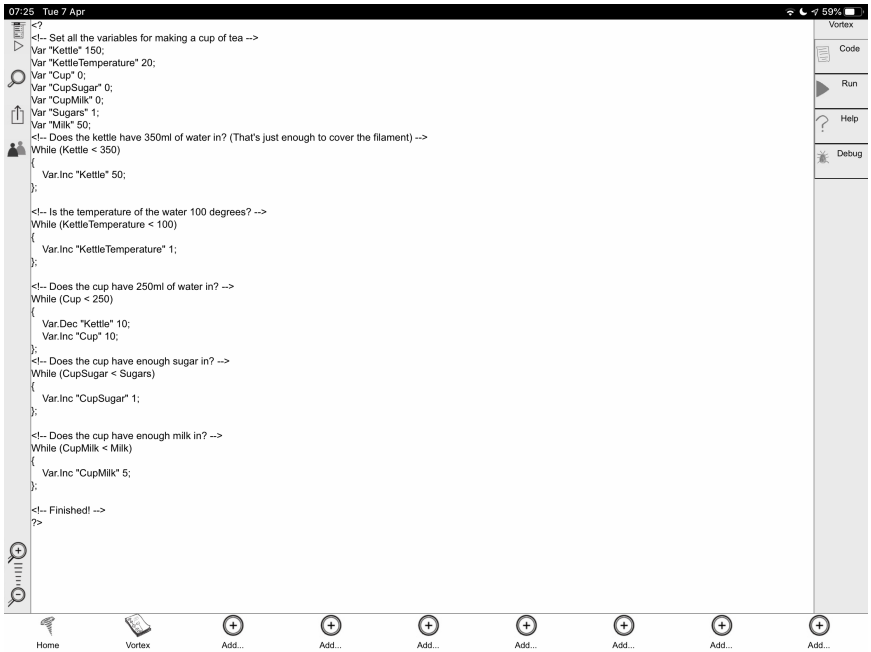 07:25 Tue 7 Apr
59%
<?
<!-- Set all the variables for making a cup of tea -->
Var "Kettle" 150;
Var "KettleTemperature" 20;
Var "Cup" 0;
Var "CupSugar" 0;
Var "CupMilk" 0;
Var "Sugars" 1;
Var "Milk" 50;
<!-- Does the kettle have 350ml of water in? (That's just enough to cover the filament) -->
While (Kettle < 350)
{
Var.Inc "Kettle" 50;
};
<!-- Is the temperature of the water 100 degrees? -->
While (KettleTemperature < 100)
{
Var.Inc "KettleTemperature" 1;
};
<!-- Does the cup have 250ml of water in? -->
While (Cup < 250)
{
Var.Dec "Kettle" 10;
Var.Inc "Cup" 10;
};
<!-- Does the cup have enough sugar in? -->
While (CupSugar < Sugars)
{
Var.Inc "CupSugar" 1;
};
<!-- Does the cup have enough milk in? -->
While (CupMilk < Milk)
{
Var.Inc "CupMilk" 5;
};
<!-- Finished! -->
?>
Vortex
Code
Run
Help
Debug
Home
Vortex
Add...
Add...
Add...
Add...
Add...
Add...
Add...